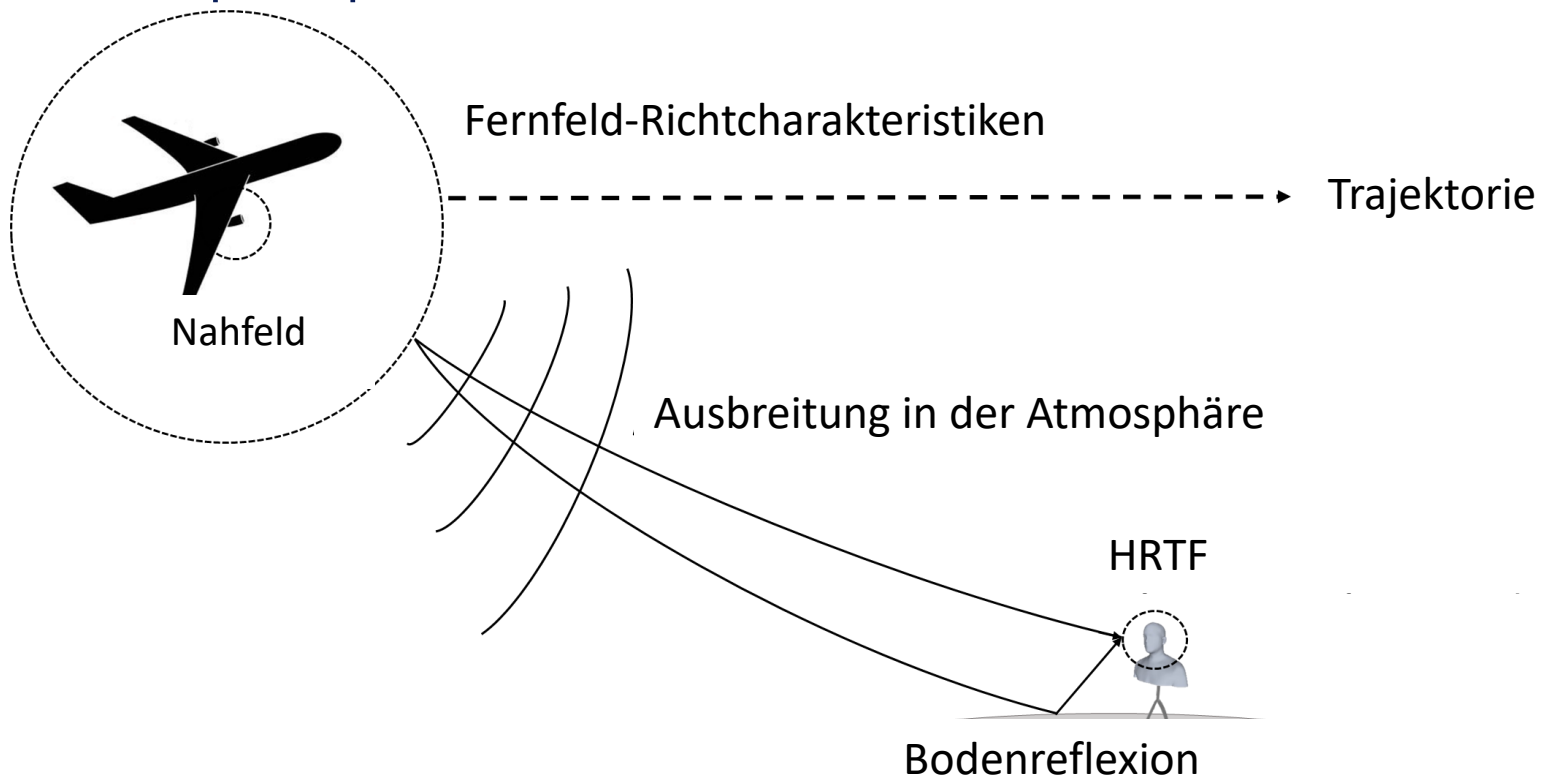 Fernfeld-Richtcharakteristiken
Trajektorie
Nahfeld
Ausbreitung in der Atmosphäre
HRTF
Bodenreflexion